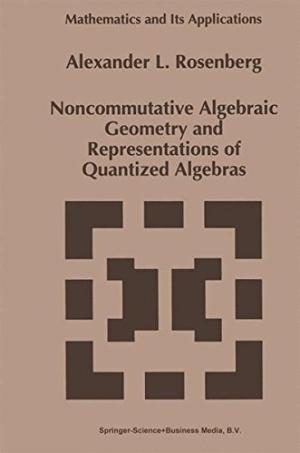 Mathematics and Its Applications
Alexander L. Rosenberg
Noncommutative Algebraic
Geometry and
Representations of
Quantized Algebras
Springer-Science+Business Media, B.V.